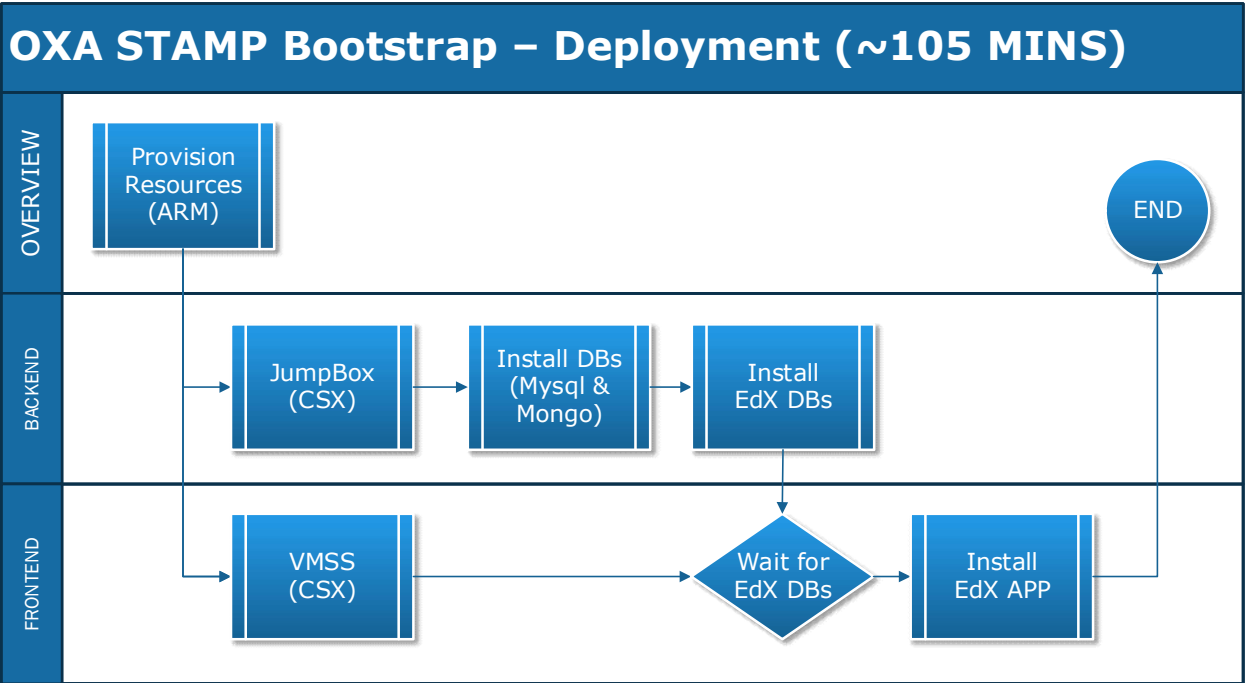 OXA STAMP Bootstrap – Deployment (~105 MINS)
OVERVIEW
Provision
Resources
(ARM)
END
BACKEND
JumpBox
(CSX)
Install DBs
(Mysql &
Mongo)
Install
EdX DBs
FRONTEND
VMSS
(CSX)
Wait for
EdX DBs
Install
EdX APP